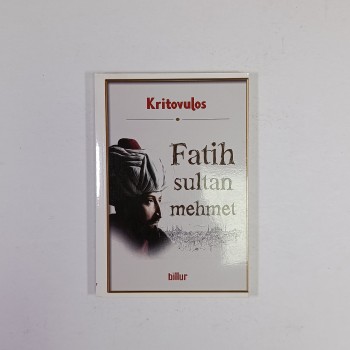 Kritovulos
Fatih
sultan
mehmet
billur